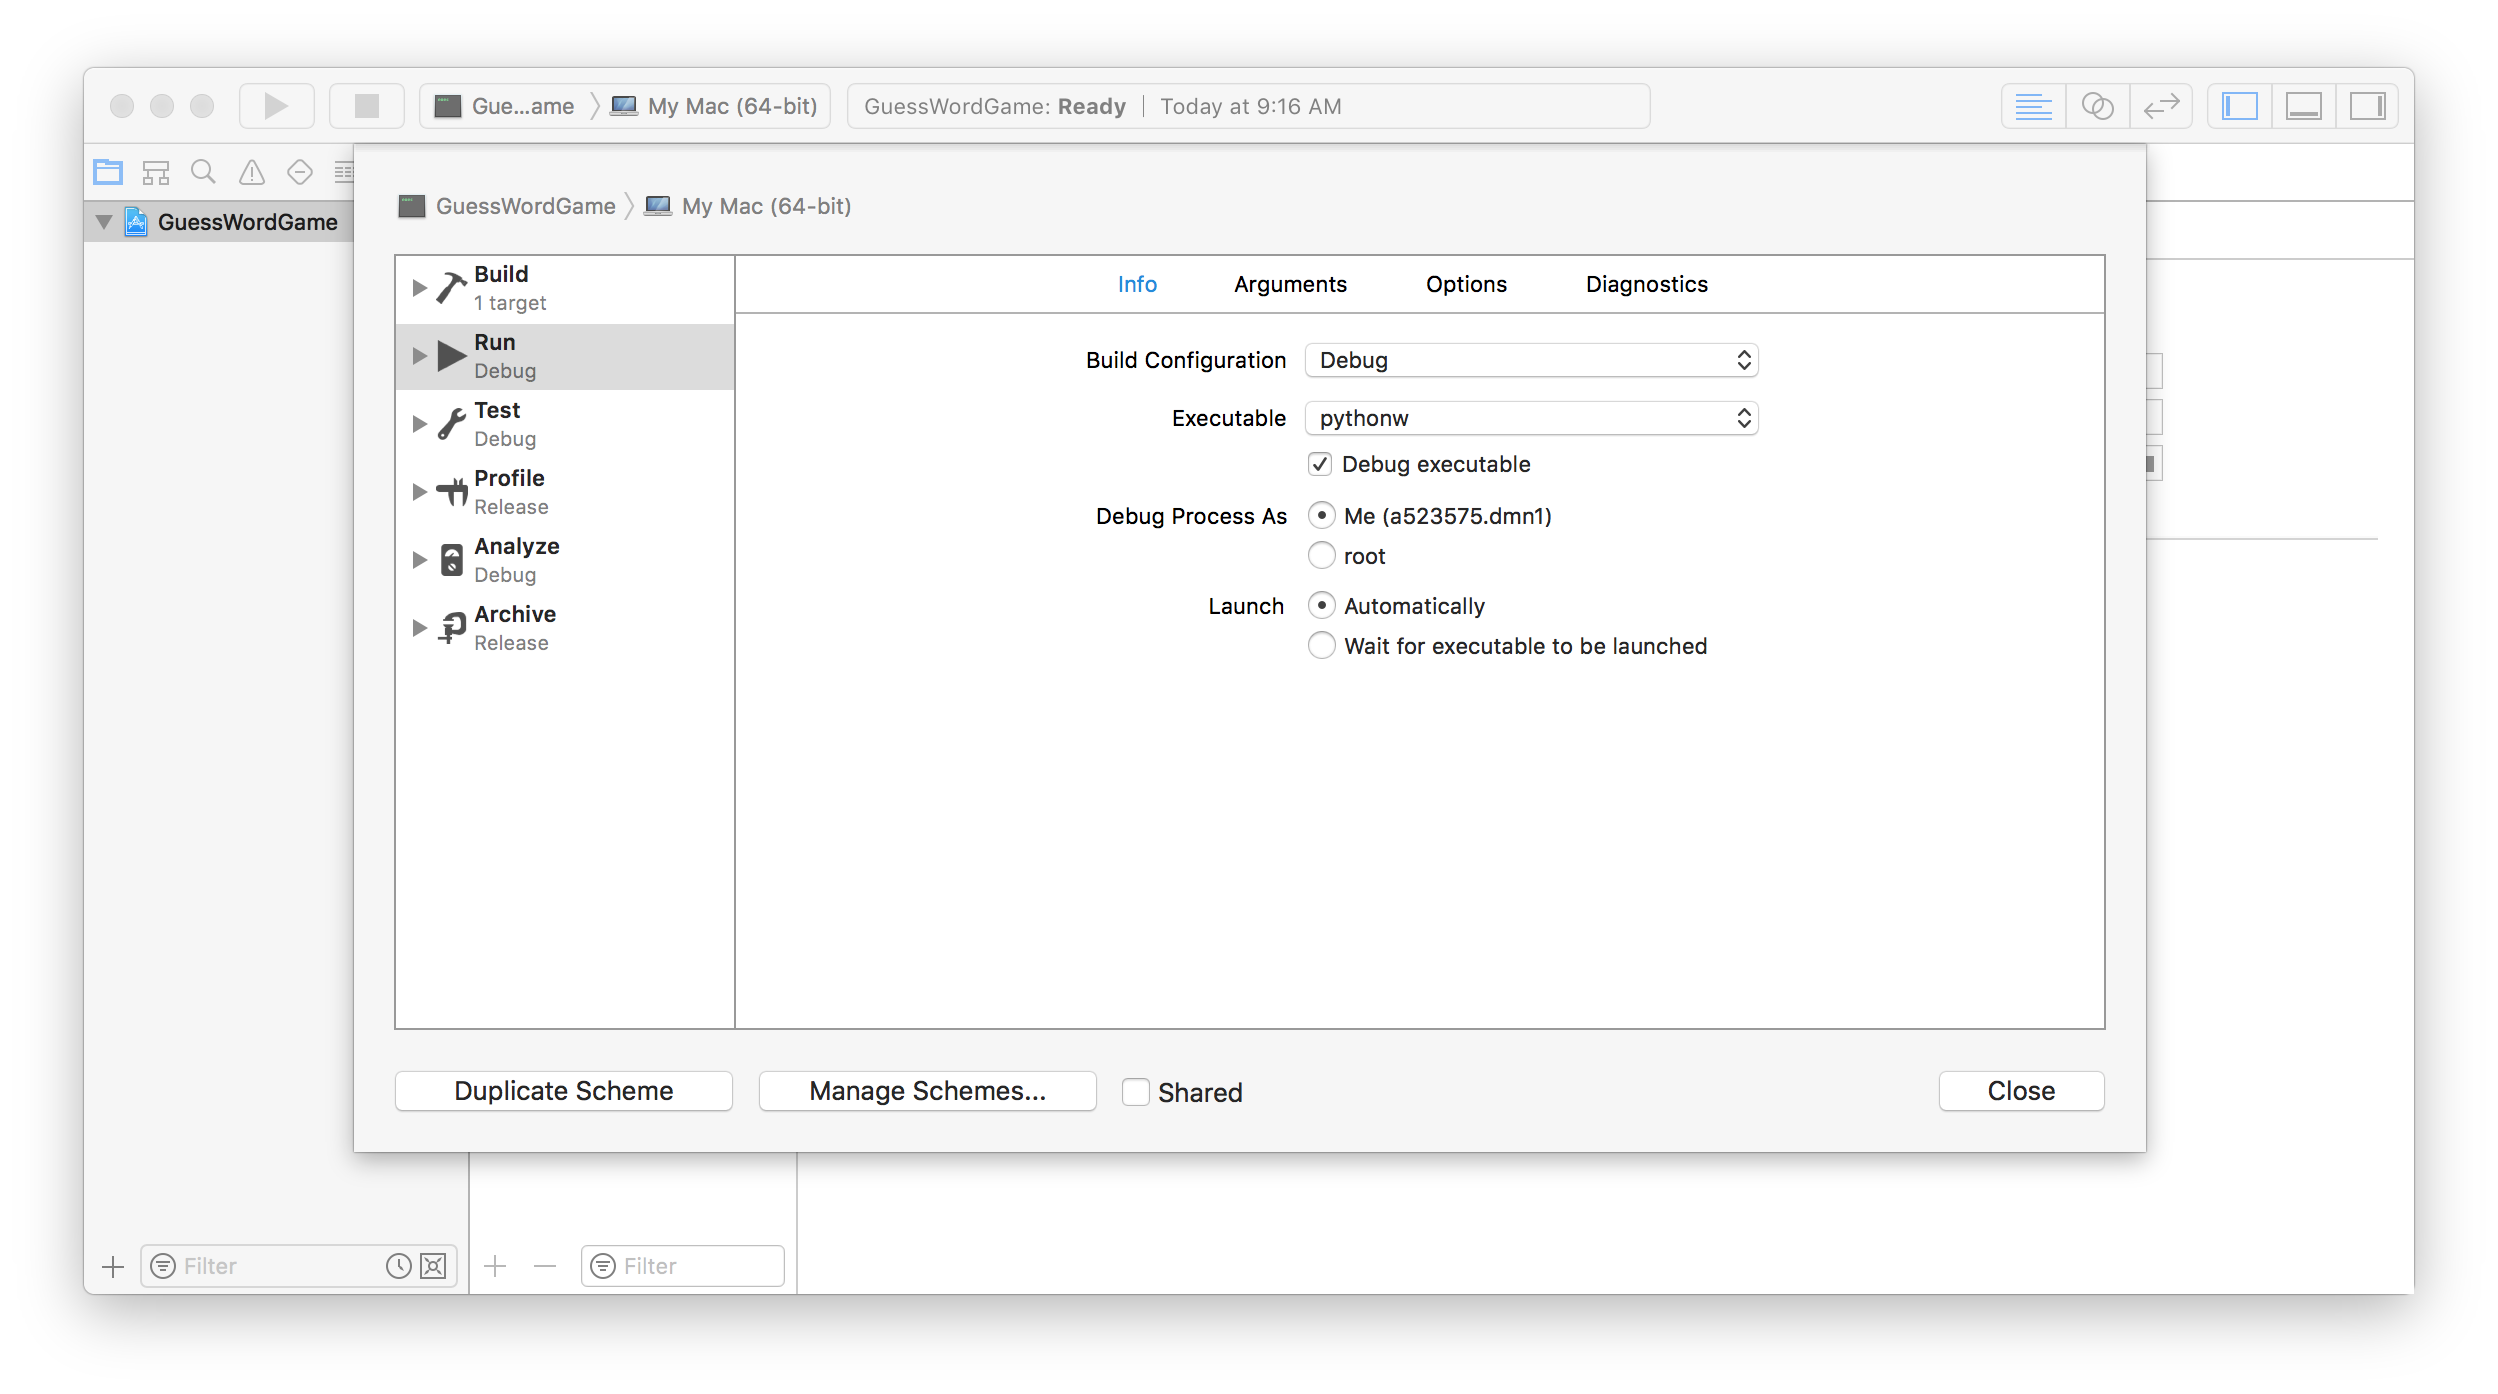 Gue...ame 〉 My Mac (64-bit)
GuessWordGame: Ready | Today at 9:16 AM
GuessWordGame
GuessWordGame 〉 My Mac (64-bit)
Build
1 target
Run
Debug
Test
Debug
Profile
Release
Analyze
Debug
Archive
Release
Info Arguments Options Diagnostics
Build Configuration Debug
Executable pythonw
Debug executable
Debug Process As Me (a523575.dmn1)
root
Launch Automatically
Wait for executable to be launched
Duplicate Scheme Manage Schemes... Shared Close
Filter Filter